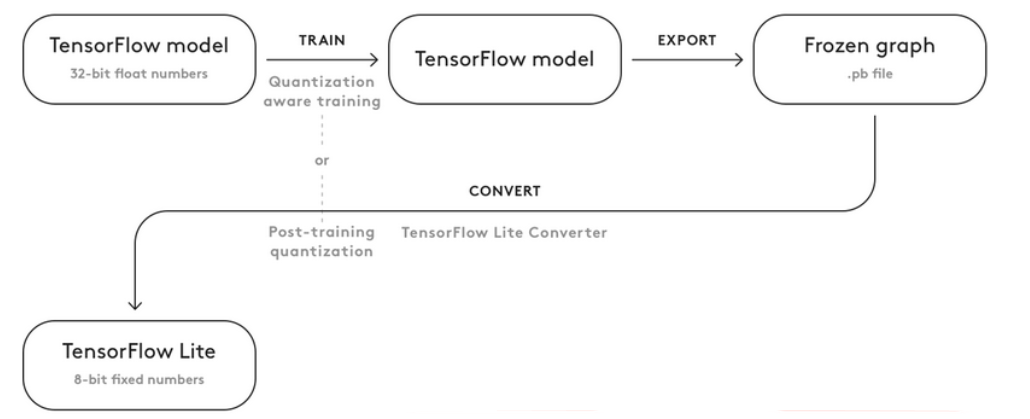 TensorFlow model
32-bit float numbers
TRAIN
Quantization
aware training
TensorFlow model
EXPORT
Frozen graph
.pb file
or
CONVERT
Post-training
quantization
TensorFlow Lite Converter
TensorFlow Lite
8-bit fixed numbers